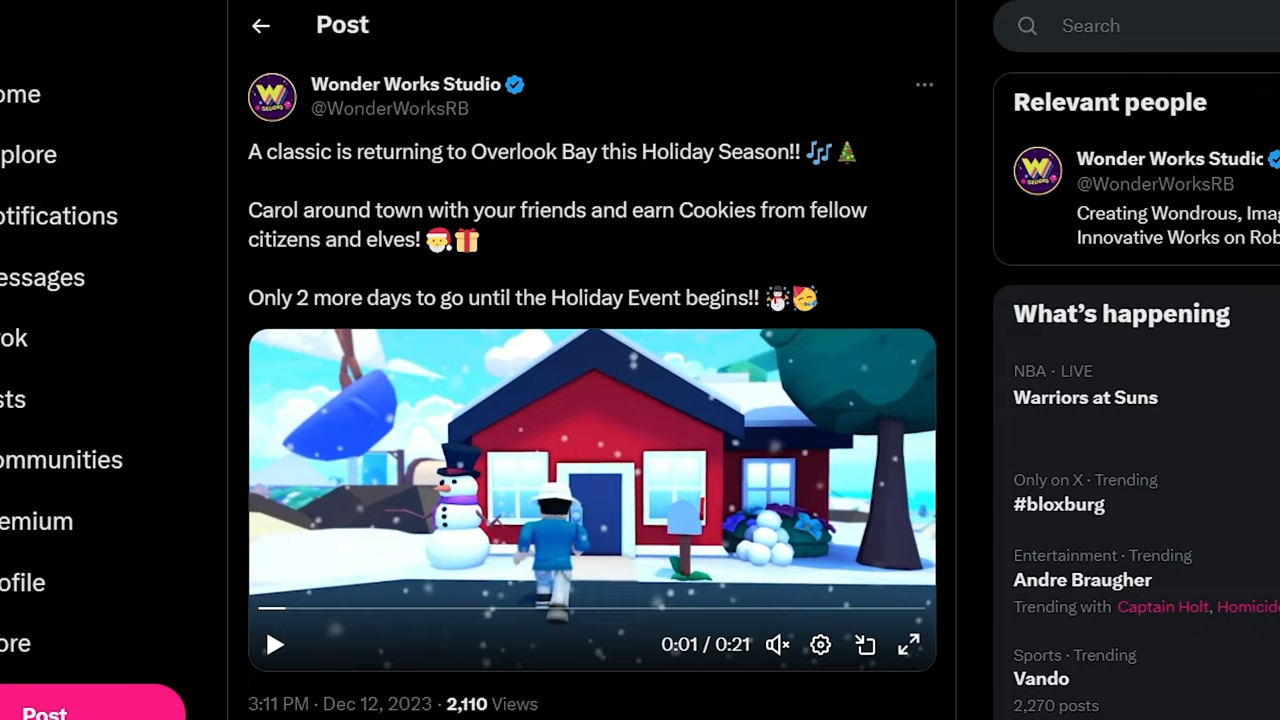 Post
Search
ome
plore
otifications
essages
ok
sts
ommunities
emium
ofile
ore
Post
Wonder Works Studio
@WonderWorksRB
A classic is returning to Overlook Bay this Holiday Season!! 🎶🎄
Carol around town with your friends and earn Cookies from fellow
citizens and elves! 🎅🎁
Only 2 more days to go until the Holiday Event begins!! ☃️🥳
0:01 / 0:21
3:11 PM · Dec 12, 2023 · 2,110 Views
Relevant people
Wonder Works Studio
@WonderWorksRB
Creating Wondrous, Imag
Innovative Works on Rob
What's happening
NBA · LIVE
Warriors at Suns
Only on X · Trending
#bloxburg
Entertainment · Trending
Andre Braugher
Trending with Captain Holt, Homicide
Sports · Trending
Vando
2,270 posts